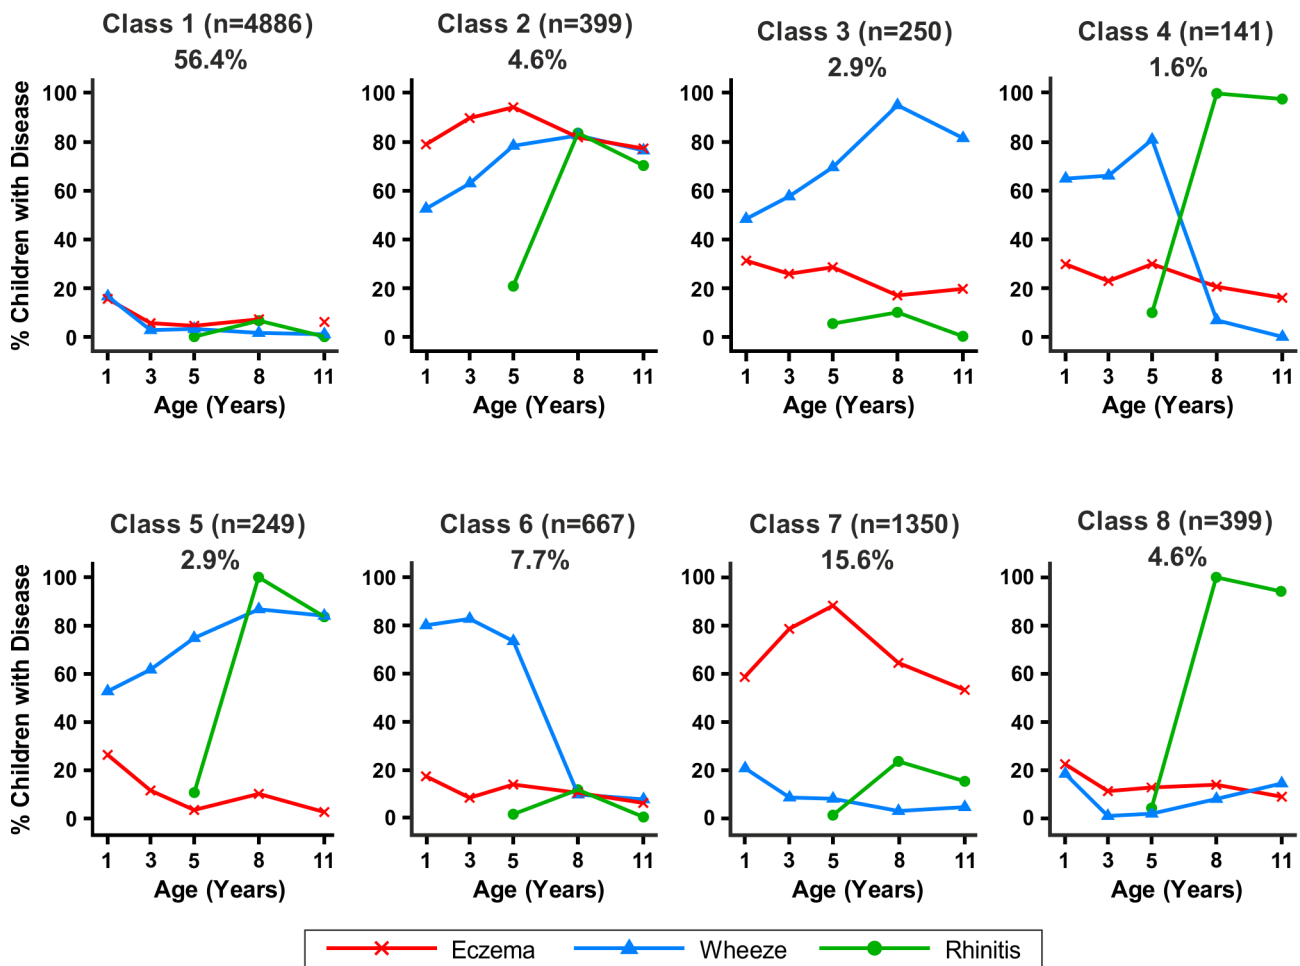 Class 1 (n=4886)
56.4%
% Children with Disease
100
80
60
40
20
0
1 3 5 8 11
Age (Years)
Class 2 (n=399)
4.6%
100
80
60
40
20
0
1 3 5 8 11
Age (Years)
Class 3 (n=250)
2.9%
100
80
60
40
20
0
1 3 5 8 11
Age (Years)
Class 4 (n=141)
1.6%
100
80
60
40
20
0
1 3 5 8 11
Age (Years)
Class 5 (n=249)
2.9%
% Children with Disease
100
80
60
40
20
0
1 3 5 8 11
Age (Years)
Class 6 (n=667)
7.7%
100
80
60
40
20
0
1 3 5 8 11
Age (Years)
Class 7 (n=1350)
15.6%
100
80
60
40
20
0
1 3 5 8 11
Age (Years)
Class 8 (n=399)
4.6%
100
80
60
40
20
0
1 3 5 8 11
Age (Years)
Eczema Wheeze Rhinitis